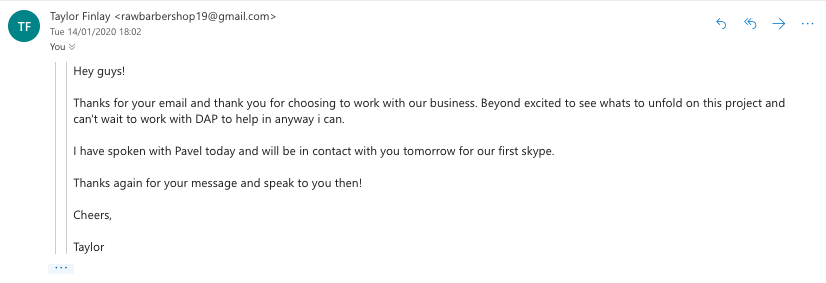 TF
Taylor Finlay <rawbarbershop19@gmail.com>
Tue 14/01/2020 18:02
You
Hey guys!
Thanks for your email and thank you for choosing to work with our business. Beyond excited to see whats to unfold on this project and
can't wait to work with DAP to help in anyway i can.
I have spoken with Pavel today and will be in contact with you tomorrow for our first skype.
Thanks again for your message and speak to you then!
Cheers,
Taylor